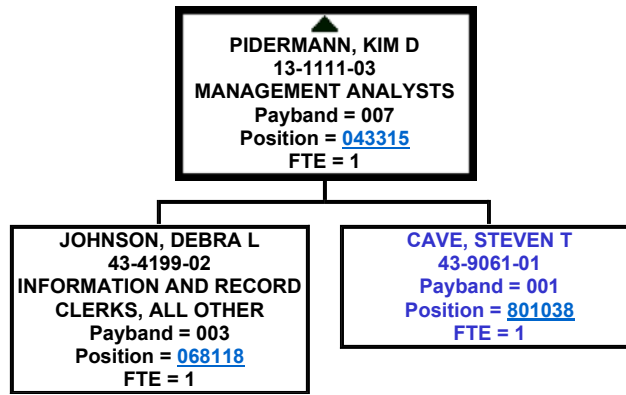 PIDERMANN, KIM D
13-1111-03
MANAGEMENT ANALYSTS
Payband = 007
Position = 043315
FTE = 1
JOHNSON, DEBRA L
43-4199-02
INFORMATION AND RECORD
CLERKS, ALL OTHER
Payband = 003
Position = 068118
FTE = 1
CAVE, STEVEN T
43-9061-01
Payband = 001
Position = 801038
FTE = 1